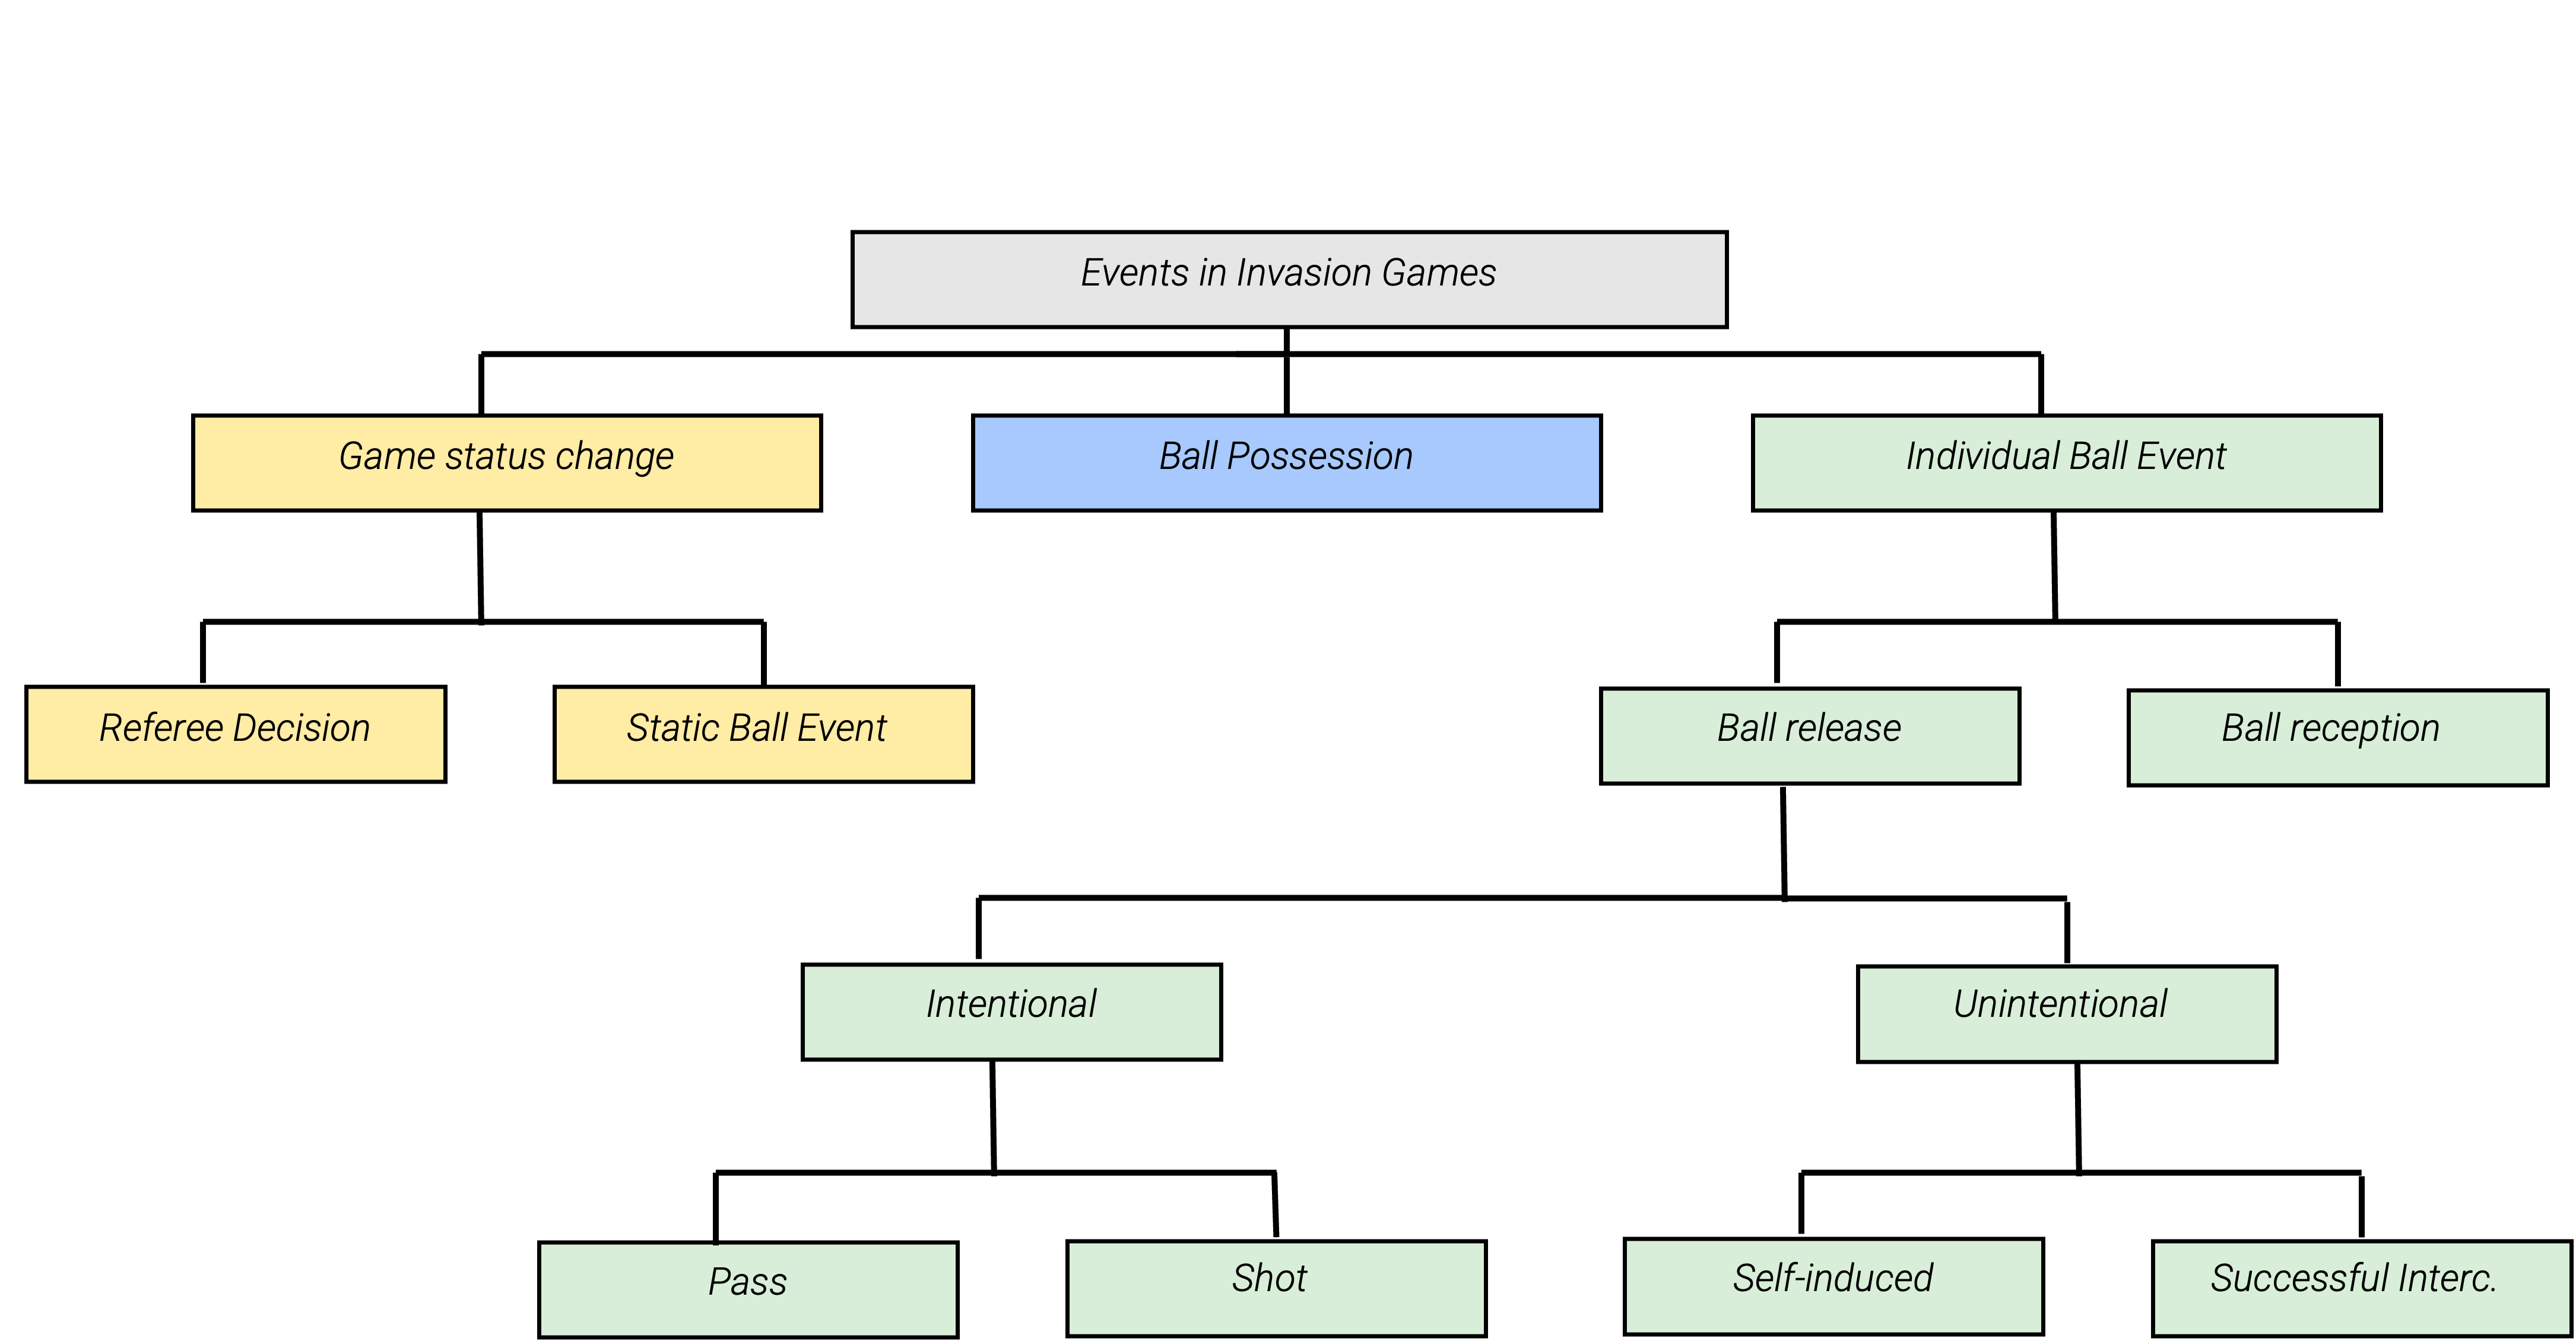 Events in Invasion Games
Game status change
Ball Possession
Individual Ball Event
Referee Decision
Static Ball Event
Ball release
Ball reception
Intentional
Unintentional
Pass
Shot
Self-induced
Successful Interc.